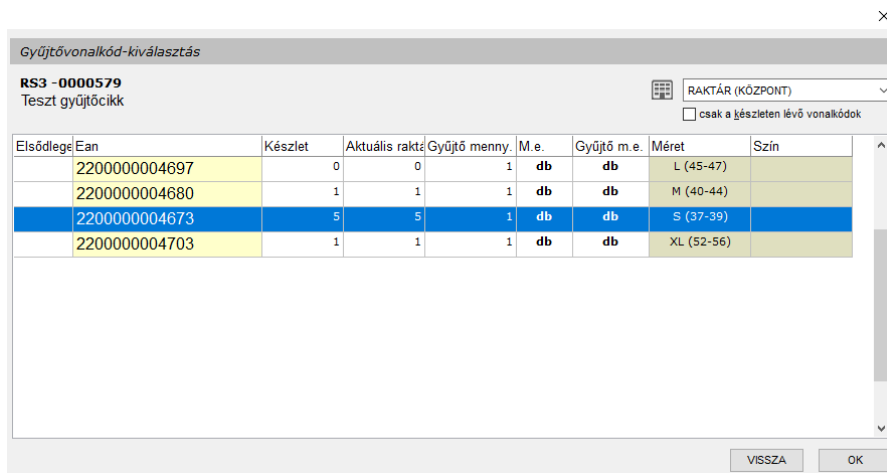 Gyűjtővonalkód-kiválasztás
RS3 -0000579
Teszt gyűjtőcikk
RAKTÁR (KÖZPONT)
csak a készleten lévő vonalkódok
Elsődlege Ean Készlet Aktuális raktá Gyűjtő menny. M.e. Gyűjtő m.e. Méret Szín
2200000004697 0 0 1 db db L (45-47)
2200000004680 1 1 1 db db M (40-44)
2200000004673 5 5 1 db db S (37-39)
2200000004703 1 1 1 db db XL (52-56)
VISSZA OK